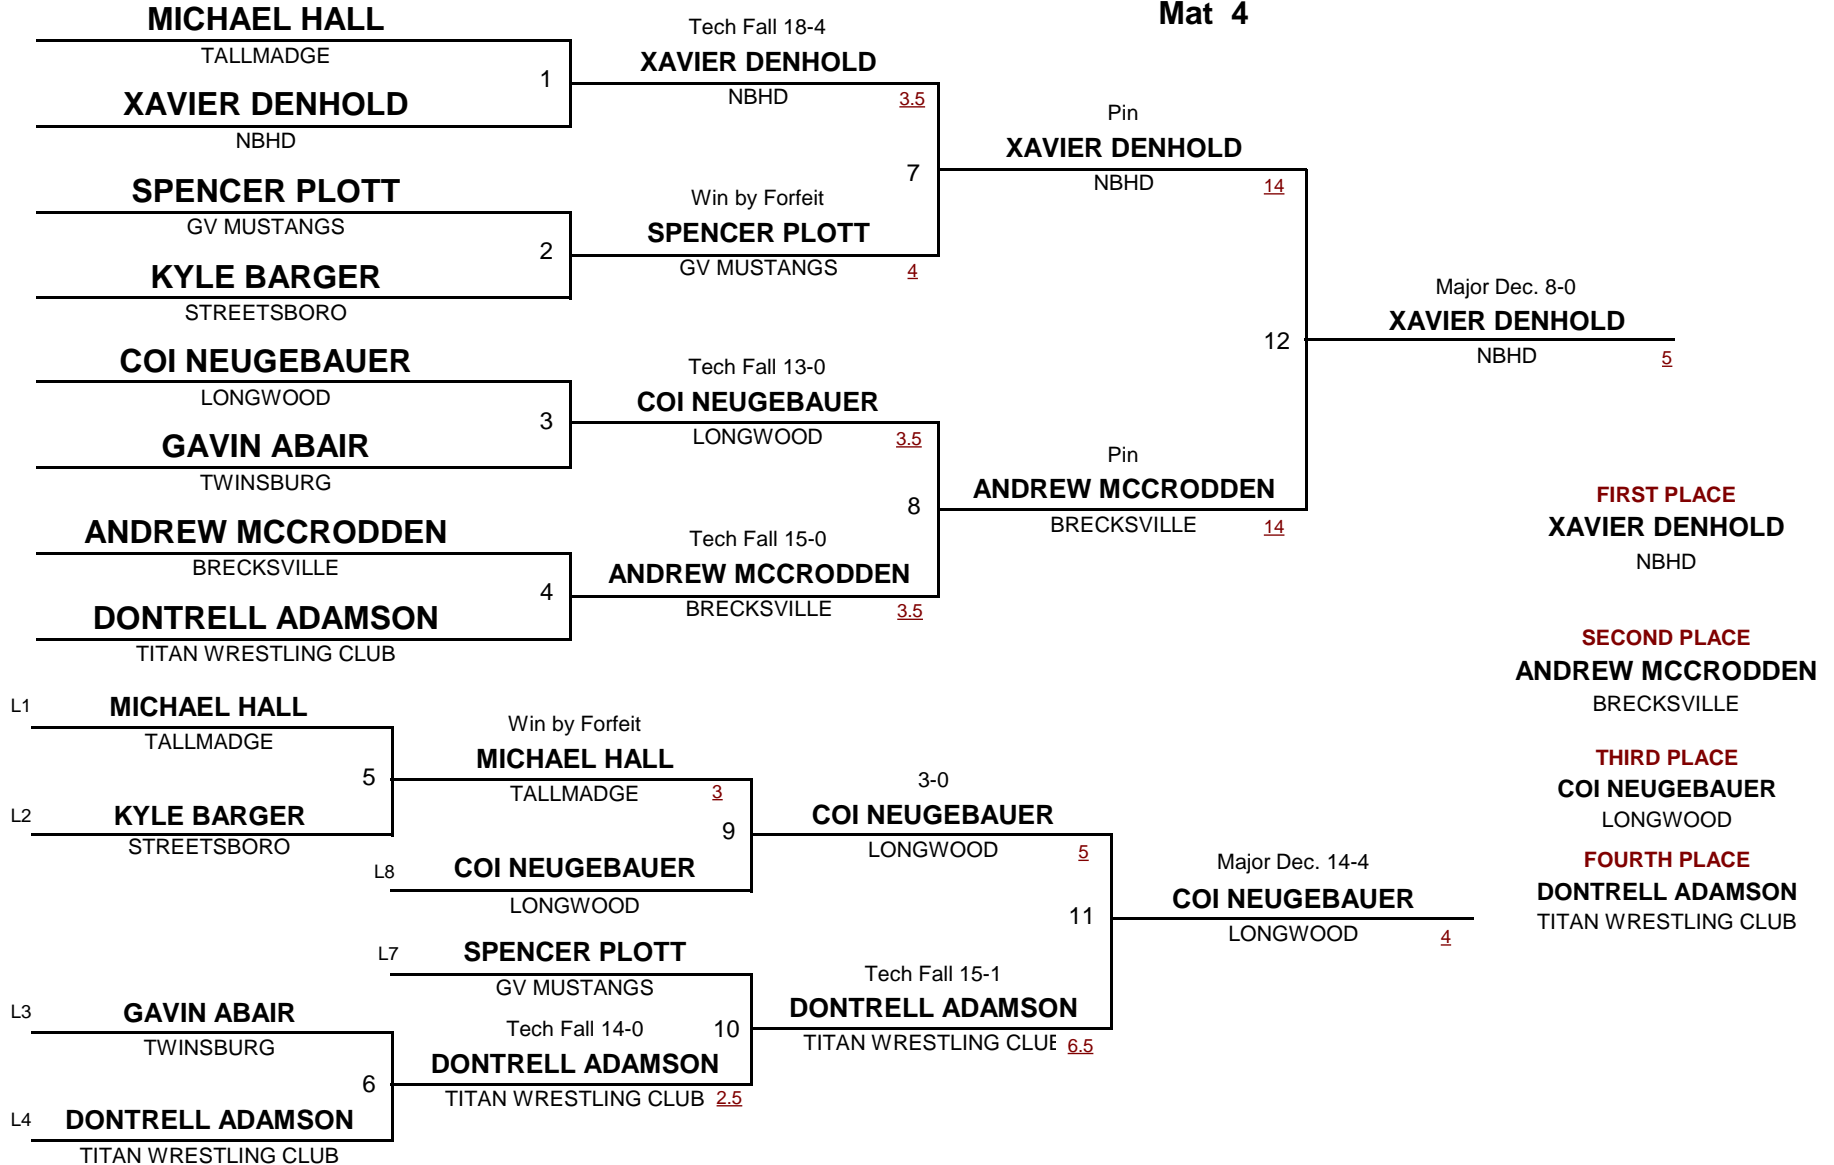 Mat 4
MICHAEL HALL
TALLMADGE
1
XAVIER DENHOLD
NBHD
SPENCER PLOTT
GV MUSTANGS
2
KYLE BARGER
STREETSBORO
COI NEUGEBAUER
LONGWOOD
3
GAVIN ABAIR
TWINSBURG
ANDREW MCCRODDEN
BRECKSVILLE
4
DONTRELL ADAMSON
TITAN WRESTLING CLUB
Tech Fall 18-4
XAVIER DENHOLD
NBHD 3.5
7
Win by Forfeit
SPENCER PLOTT
GV MUSTANGS 4
Tech Fall 13-0
COI NEUGEBAUER
LONGWOOD 3.5
8
Tech Fall 15-0
ANDREW MCCRODDEN
BRECKSVILLE 3.5
Pin
XAVIER DENHOLD
NBHD 14
12
Pin
ANDREW MCCRODDEN
BRECKSVILLE 14
Major Dec. 8-0
XAVIER DENHOLD
NBHD 5
FIRST PLACE
XAVIER DENHOLD
NBHD
SECOND PLACE
ANDREW MCCRODDEN
BRECKSVILLE
THIRD PLACE
COI NEUGEBAUER
LONGWOOD
FOURTH PLACE
DONTRELL ADAMSON
TITAN WRESTLING CLUB
L1 MICHAEL HALL
TALLMADGE
5
L2 KYLE BARGER
STREETSBORO
L3 GAVIN ABAIR
TWINSBURG
6
L4 DONTRELL ADAMSON
TITAN WRESTLING CLUB
Win by Forfeit
MICHAEL HALL
TALLMADGE 3
9
L8 COI NEUGEBAUER
LONGWOOD
L7 SPENCER PLOTT
GV MUSTANGS
Tech Fall 14-0 10
DONTRELL ADAMSON
TITAN WRESTLING CLUB 2.5
3-0
COI NEUGEBAUER
LONGWOOD 5
11
Tech Fall 15-1
DONTRELL ADAMSON
TITAN WRESTLING CLUE 6.5
Major Dec. 14-4
COI NEUGEBAUER
LONGWOOD 4